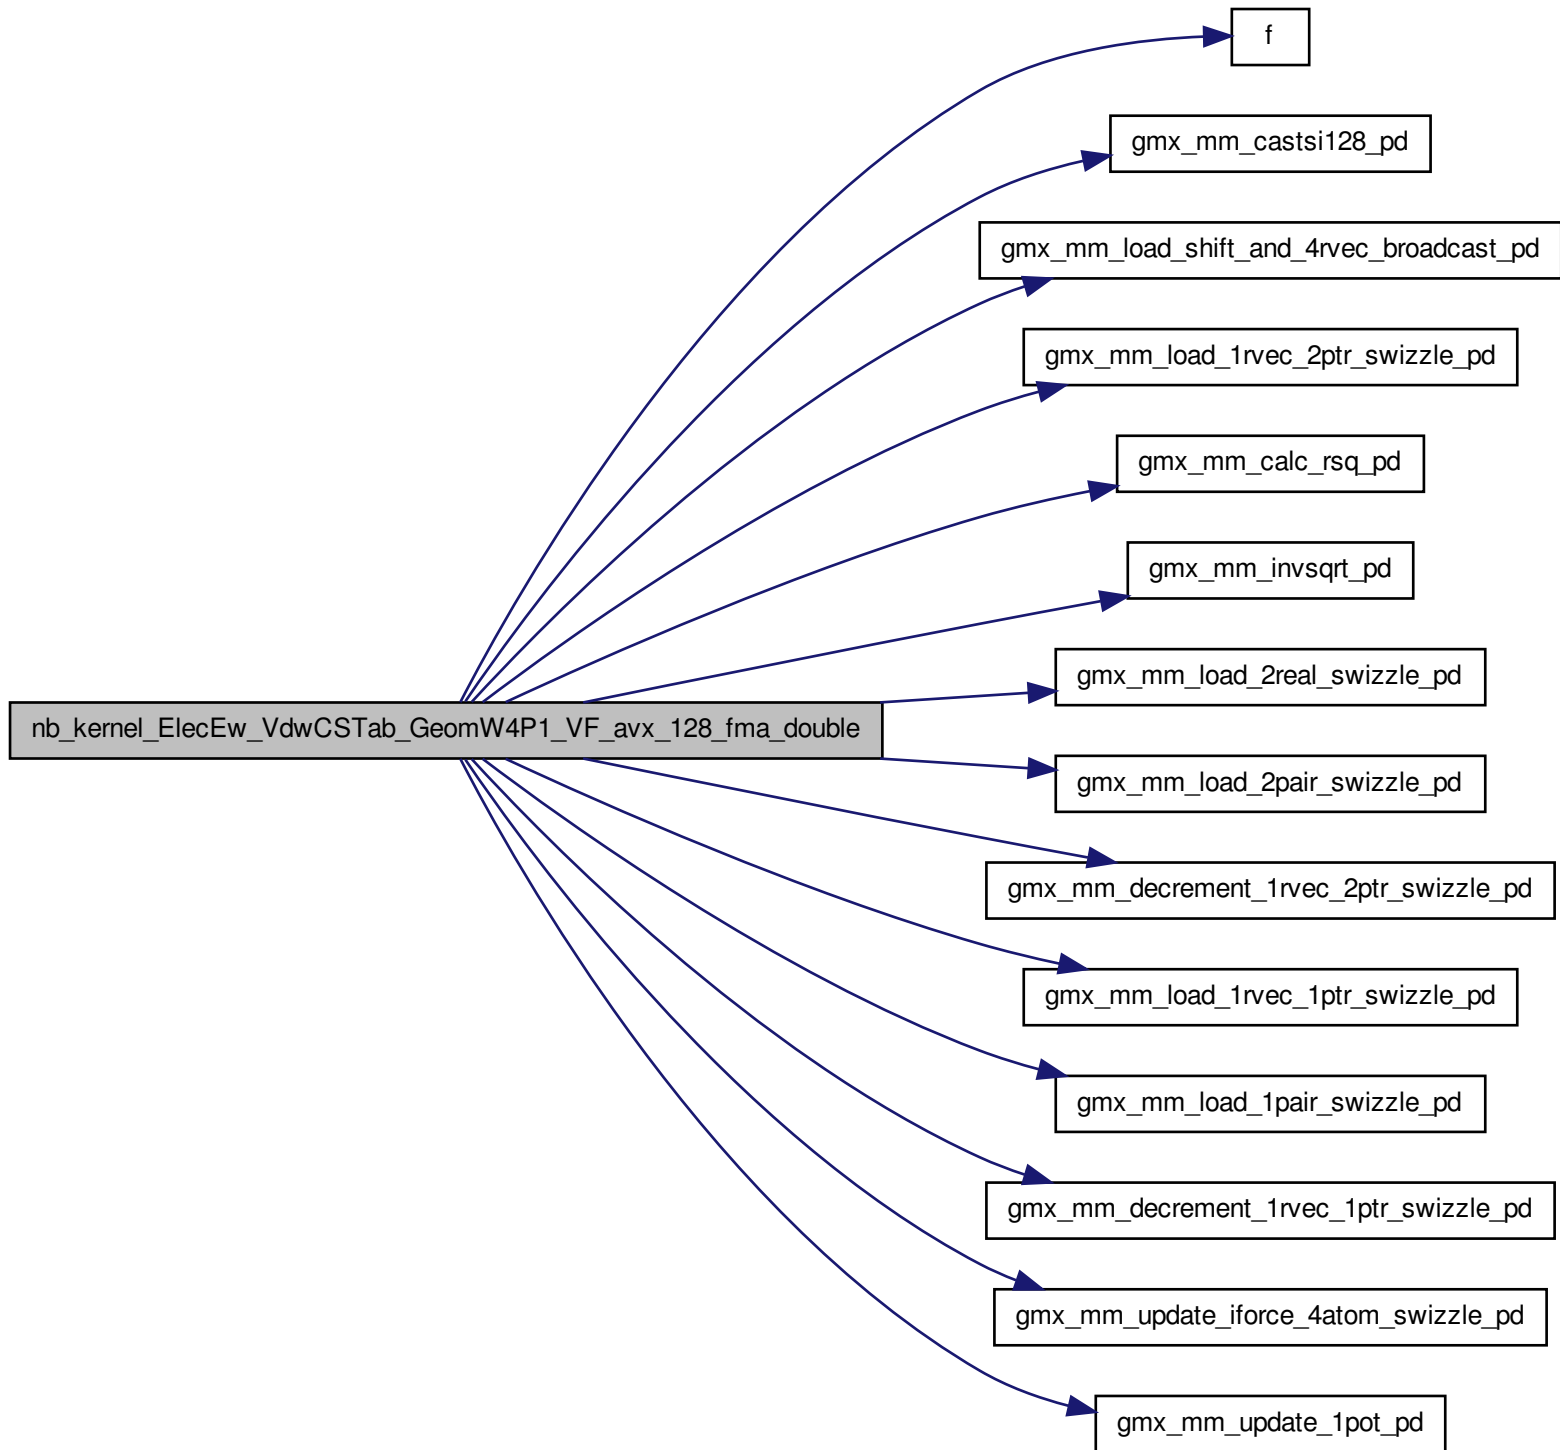 f
gmx_mm_castsi128_pd
gmx_mm_load_shift_and_4rvec_broadcast_pd
gmx_mm_load_1rvec_2ptr_swizzle_pd
gmx_mm_calc_rsq_pd
gmx_mm_invsqrt_pd
gmx_mm_load_2real_swizzle_pd
nb_kernel_ElecEw_VdwCSTab_GeomW4P1_VF_avx_128_fma_double
gmx_mm_load_2pair_swizzle_pd
gmx_mm_decrement_1rvec_2ptr_swizzle_pd
gmx_mm_load_1rvec_1ptr_swizzle_pd
gmx_mm_load_1pair_swizzle_pd
gmx_mm_decrement_1rvec_1ptr_swizzle_pd
gmx_mm_update_iforce_4atom_swizzle_pd
gmx_mm_update_1pot_pd